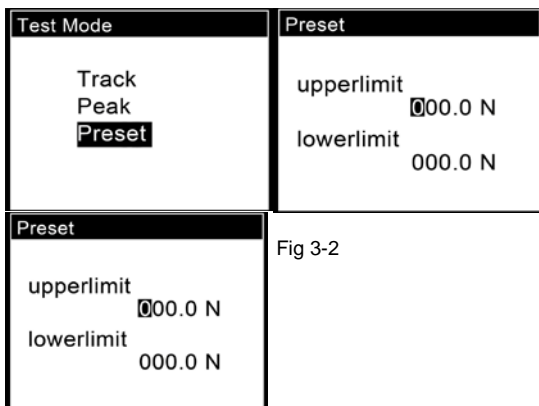 Test Mode
Track
Peak
Preset
Preset
upperlimit
000.0 N
lowerlimit
000.0 N
Preset
upperlimit
000.0 N
lowerlimit
000.0 N
Fig 3-2